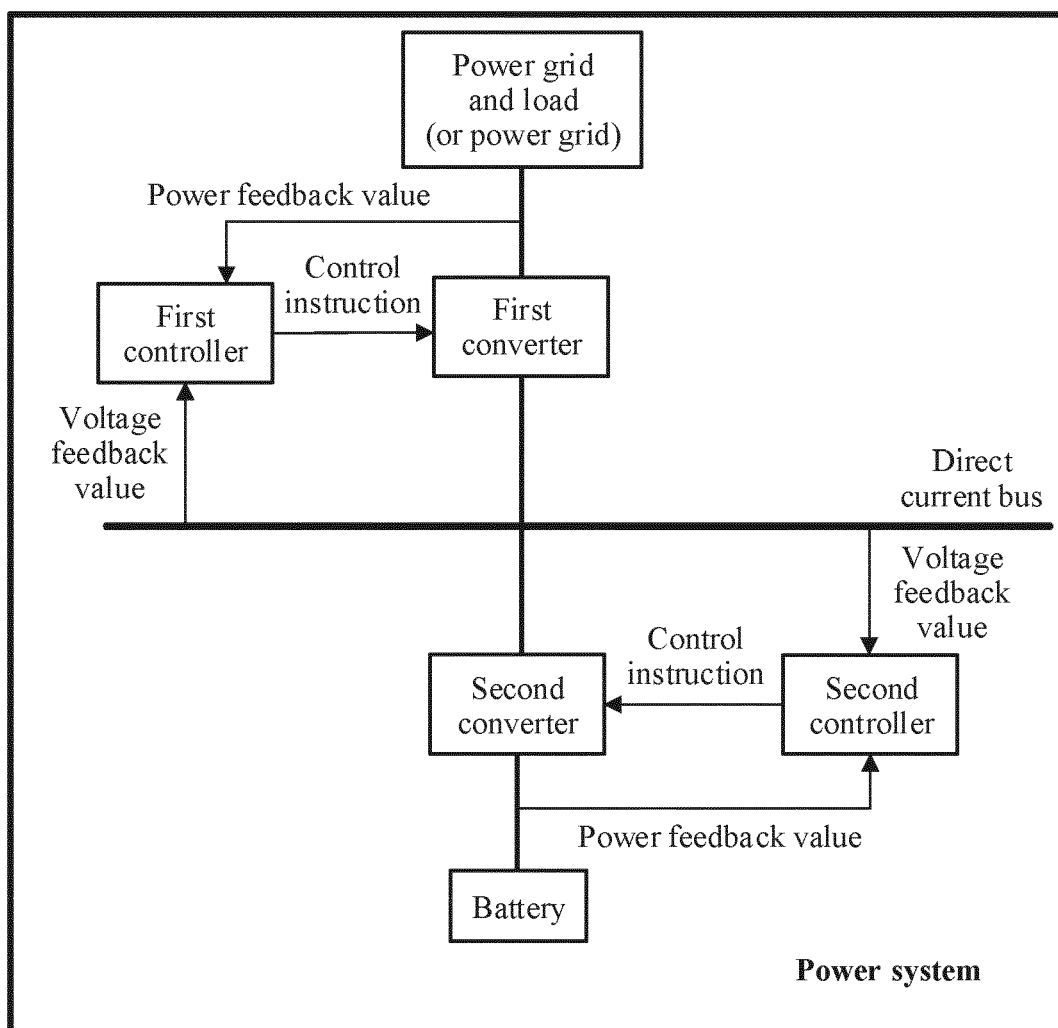 Power grid
and load
(or power grid)
Power feedback value
Control
instruction
First
controller
First
converter
Voltage
feedback
value
Direct
current bus
Voltage
feedback
value
Control
instruction
Second
converter
Second
controller
Power feedback value
Battery
Power system